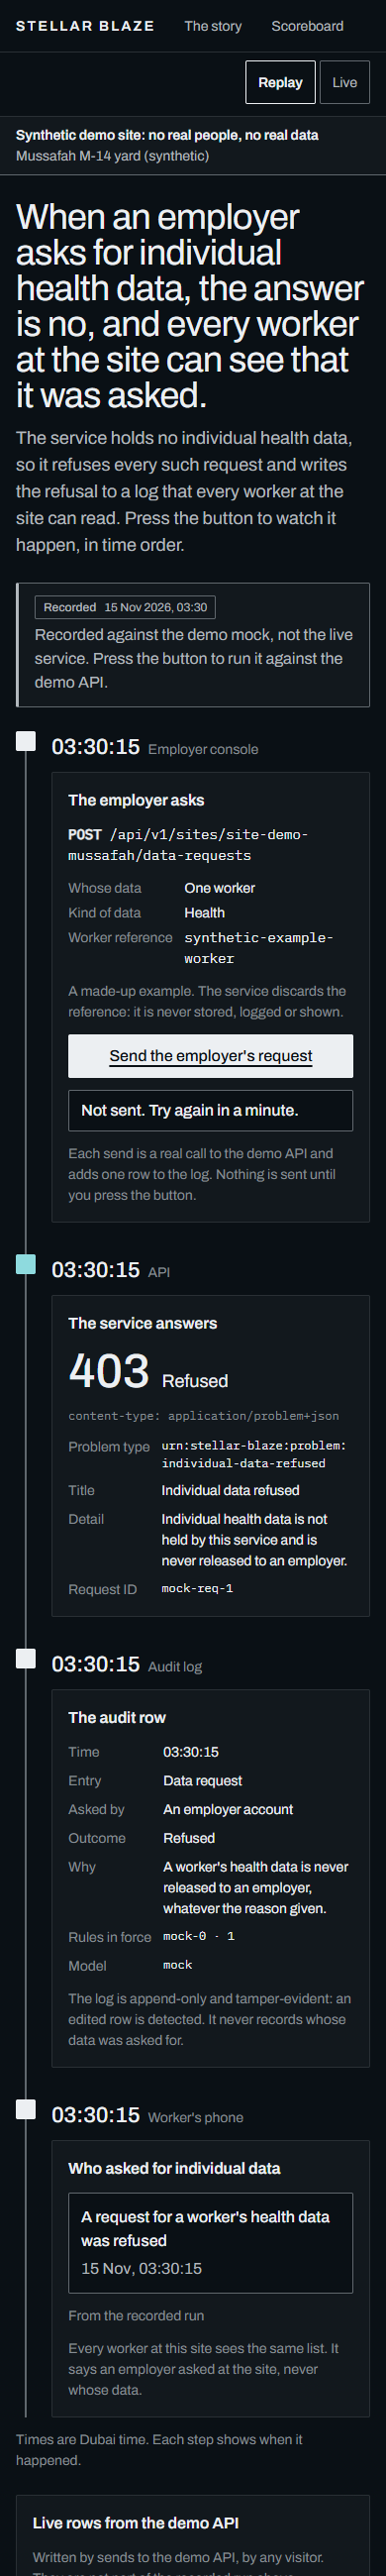 STELLAR BLAZE The story Scoreboard
Replay Live
Synthetic demo site: no real people, no real data
Mussafah M-14 yard (synthetic)
When an employer
asks for individual
health data, the answer
is no, and every worker
at the site can see that
it was asked.
The service holds no individual health data,
so it refuses every such request and writes
the refusal to a log that every worker at the
site can read. Press the button to watch it
happen, in time order.
Recorded 15 Nov 2026, 03:30
Recorded against the demo mock, not the live
service. Press the button to run it against the
demo API.
03:30:15 Employer console
The employer asks
POST /api/v1/sites/site-demo-
mussafah/data-requests
Whose data One worker
Kind of data Health
Worker reference synthetic-example-
worker
A made-up example. The service discards the
reference: it is never stored, logged or shown.
Send the employer's request
Not sent. Try again in a minute.
Each send is a real call to the demo API and
adds one row to the log. Nothing is sent until
you press the button.
03:30:15 API
The service answers
403 Refused
content-type: application/problem+json
Problem type urn:stellar-blaze:problem:
individual-data-refused
Title Individual data refused
Detail Individual health data is not
held by this service and is
never released to an employer.
Request ID mock-req-1
03:30:15 Audit log
The audit row
Time 03:30:15
Entry Data request
Asked by An employer account
Outcome Refused
Why A worker's health data is never
released to an employer,
whatever the reason given.
Rules in force mock-0 · 1
Model mock
The log is append-only and tamper-evident: an
edited row is detected. It never records whose
data was asked for.
03:30:15 Worker's phone
Who asked for individual data
A request for a worker's health data
was refused
15 Nov, 03:30:15
From the recorded run
Every worker at this site sees the same list. It
says an employer asked at the site, never
whose data.
Times are Dubai time. Each step shows when it
happened.
Live rows from the demo API
Written by sends to the demo API, by any visitor.